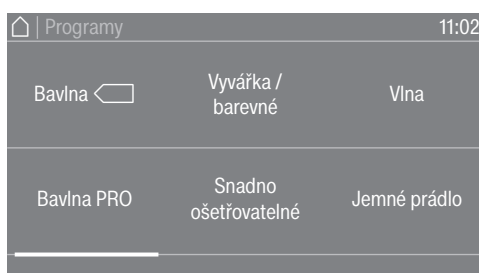 Programy 11:02
Bavlna
Vyvářka /
barevné
Vlna
Bavlna PRO
Snadno
ošetřovatelné
Jemné prádlo